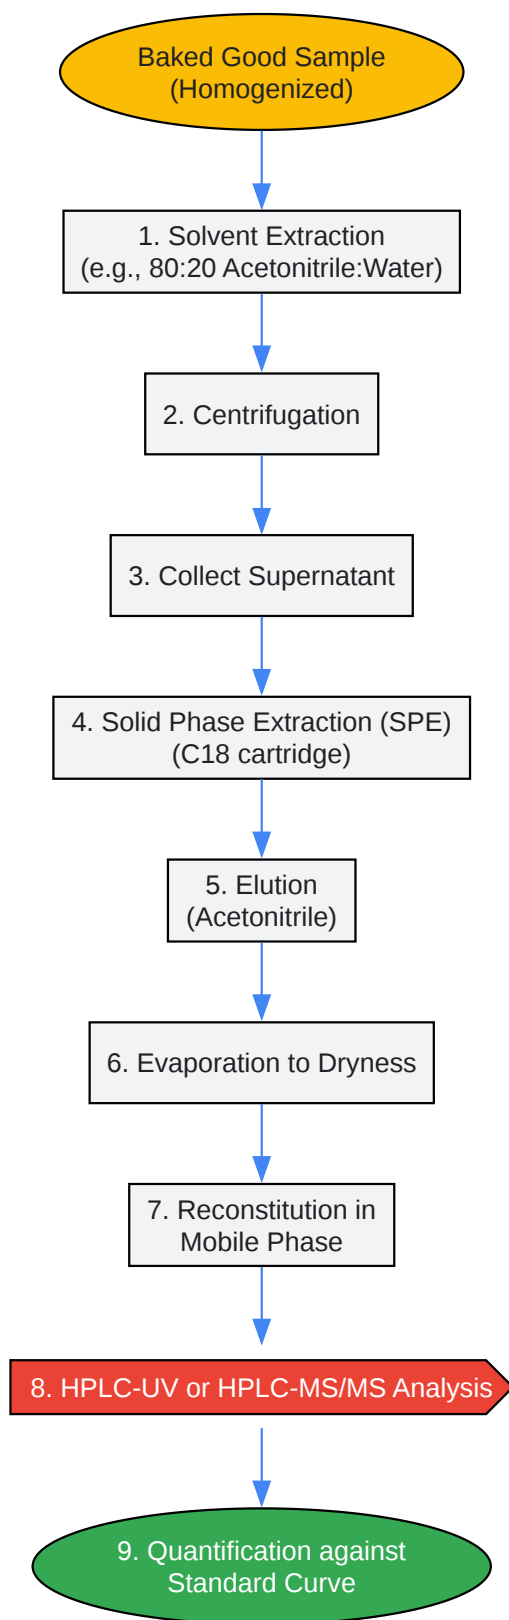 Baked Good Sample
(Homogenized)
1. Solvent Extraction
(e.g., 80:20 Acetonitrile:Water)
2. Centrifugation
3. Collect Supernatant
4. Solid Phase Extraction (SPE)
(C18 cartridge)
5. Elution
(Acetonitrile)
6. Evaporation to Dryness
7. Reconstitution in
Mobile Phase
8. HPLC-UV or HPLC-MS/MS Analysis
9. Quantification against
Standard Curve